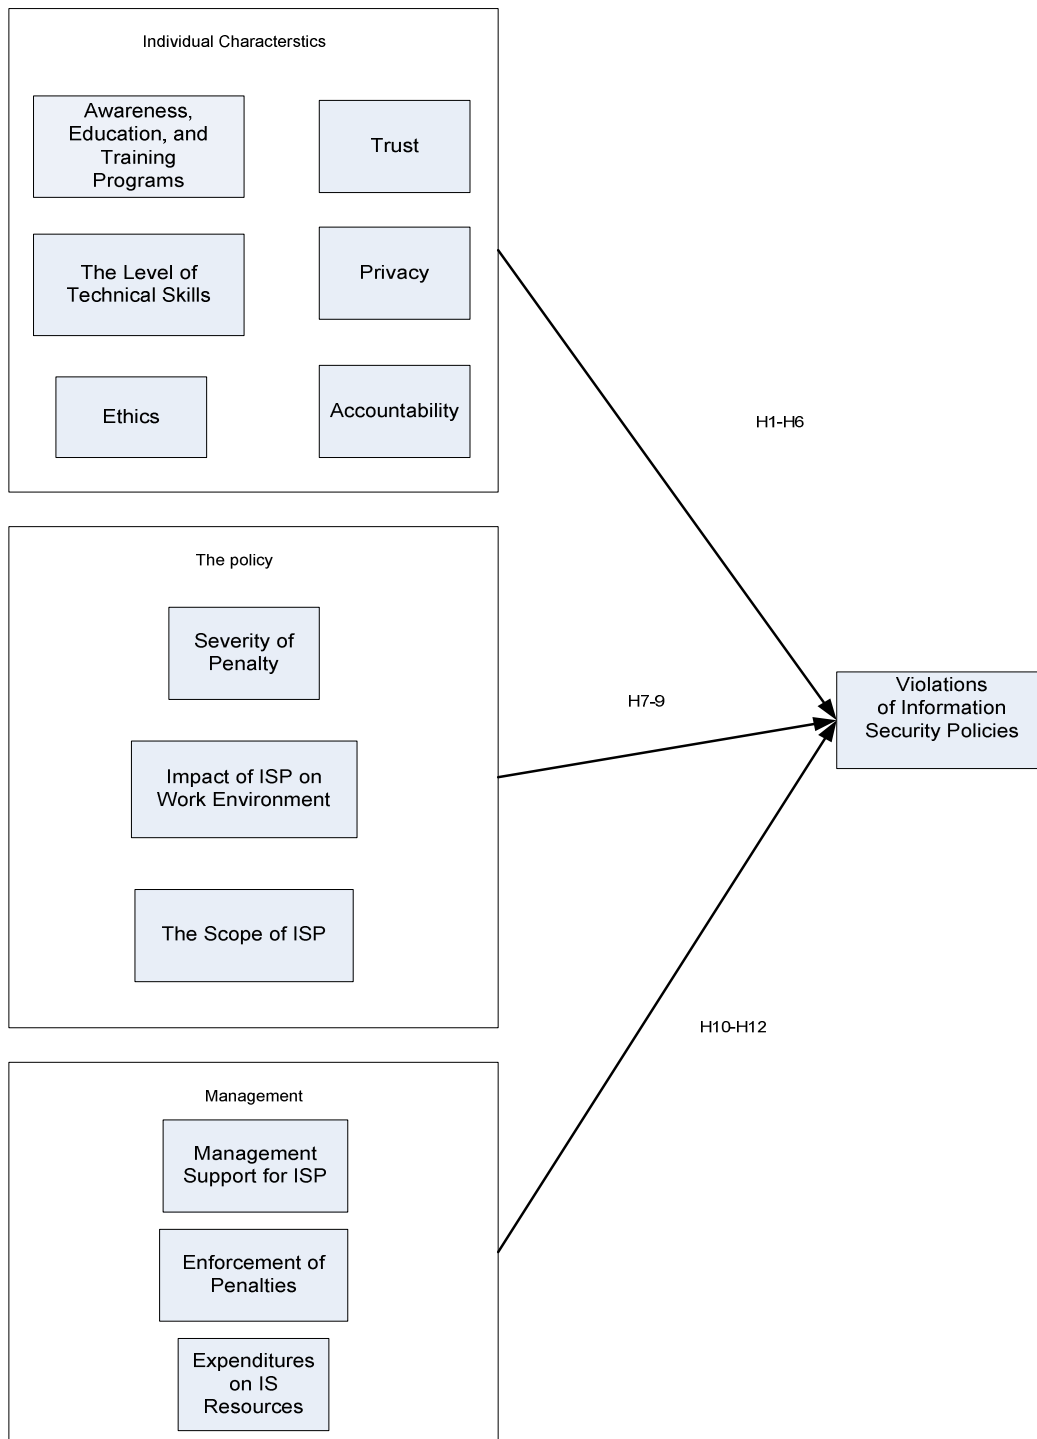 Individual Characterstics
Awareness,
Education, and
Training
Programs
Trust
The Level of
Technical Skills
Privacy
Ethics
Accountability
H1-H6
The policy
Severity of
Penalty
Impact of ISP on
Work Environment
The Scope of ISP
H7-9
Violations
of Information
Security Policies
H10-H12
Management
Management
Support for ISP
Enforcement of
Penalties
Expenditures
on IS
Resources